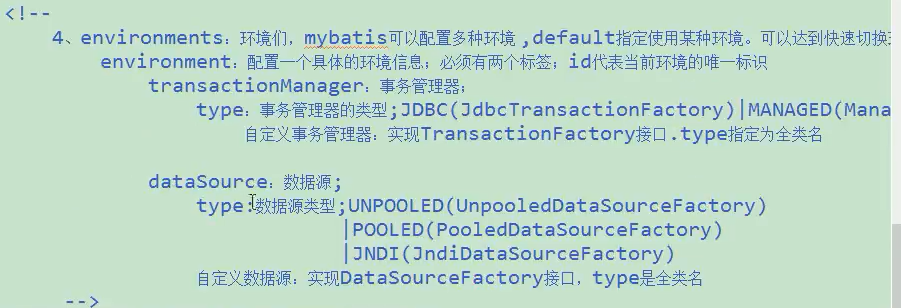 <!--
4、environments：环境们，mybatis可以配置多种环境 ,default指定使用某种环境。可以达到快速切换
environment：配置一个具体的环境信息；必须有两个标签；id代表当前环境的唯一标识
transactionManager：事务管理器；
type：事务管理器的类型;JDBC(JdbcTransactionFactory)|MANAGED(Mana
自定义事务管理器：实现TransactionFactory接口.type指定为全类名
dataSource：数据源;
type:数据源类型;UNPOOLED(UnpooledDataSourceFactory)
|POOLED(PooledDataSourceFactory)
|JNDI(JndiDataSourceFactory)
自定义数据源：实现DataSourceFactory接口，type是全类名
-->